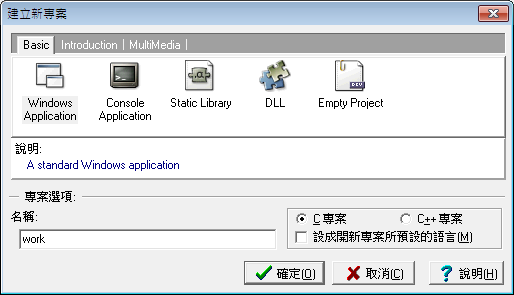 建立新專案
Basic Introduction MultiMedia
Windows Application
Console Application
Static Library
DLL
Empty Project
說明:
A standard Windows application
專案選項:
名稱:
work
C 專案
C++ 專案
設成開新專案所預設的語言(M)
確定(O)
取消(C)
說明(H)